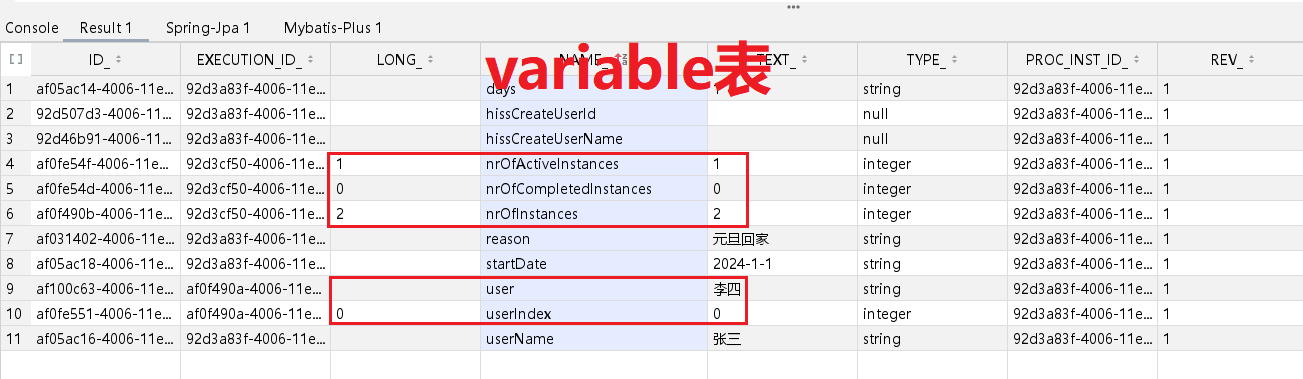 Console Result 1 Spring-Jpa 1 Mybatis-Plus 1
ID_ EXECUTION_ID_ LONG_ NAME_ TEXT_ TYPE_ PROC_INST_ID_ REV_
variable表
1 af05ac14-4006-11e... 92d3a83f-4006-11e... days string 92d3a83f-4006-11e... 1
2 92d507d3-4006-11... 92d3a83f-4006-11e... hissCreateUserId null 92d3a83f-4006-11e... 1
3 92d46b91-4006-11... 92d3a83f-4006-11e... hissCreateUserName null 92d3a83f-4006-11e... 1
4 af0fe54f-4006-11e... 92d3cf50-4006-11e... 1 nrOfActiveInstances 1 integer 92d3a83f-4006-11e... 1
5 af0fe54d-4006-11e... 92d3cf50-4006-11e... 0 nrOfCompletedInstances 0 integer 92d3a83f-4006-11e... 1
6 af0f490b-4006-11e... 92d3cf50-4006-11e... 2 nrOfInstances 2 integer 92d3a83f-4006-11e... 1
7 af031402-4006-11e... 92d3a83f-4006-11e... reason 元旦回家 string 92d3a83f-4006-11e... 1
8 af05ac18-4006-11e... 92d3a83f-4006-11e... startDate 2024-1-1 string 92d3a83f-4006-11e... 1
9 af100c63-4006-11e... af0f490a-4006-11e... user 李四 string 92d3a83f-4006-11e... 1
10 af0fe551-4006-11e... af0f490a-4006-11e... 0 userIndex 0 integer 92d3a83f-4006-11e... 1
11 af05ac16-4006-11e... 92d3a83f-4006-11e... userName 张三 string 92d3a83f-4006-11e... 1